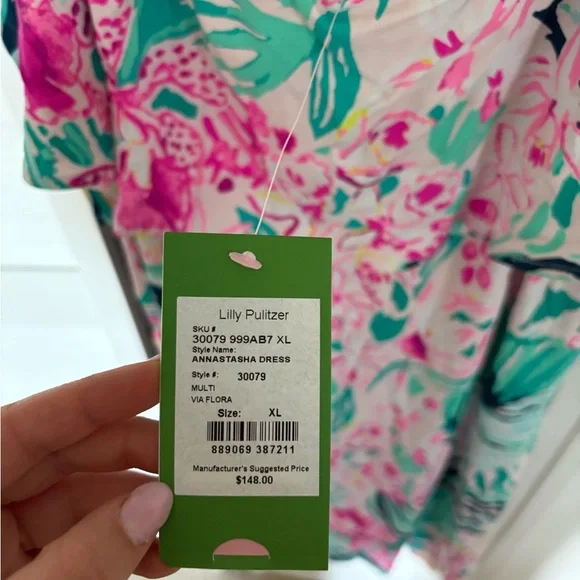 Lilly Pulitzer
SKU #
30079 999AB7 XL
Style Name:
ANNASTASHA DRESS
Style #: 30079
MULTI
VIA FLORA
Size: XL
889069 387211
Manufacturer's Suggested Price
$148.00